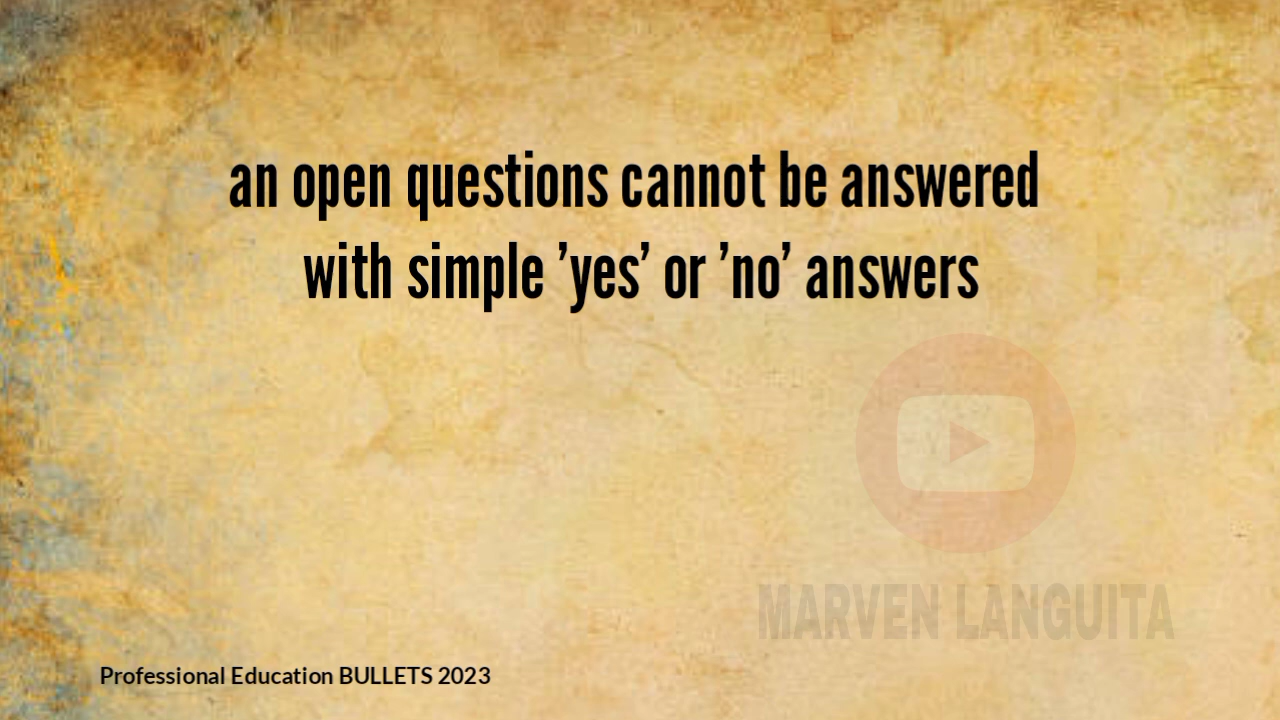 an open questions cannot be answered
with simple ’yes’ or ’no’ answers
MARVEN LANGUITA
Professional Education BULLETS 2023